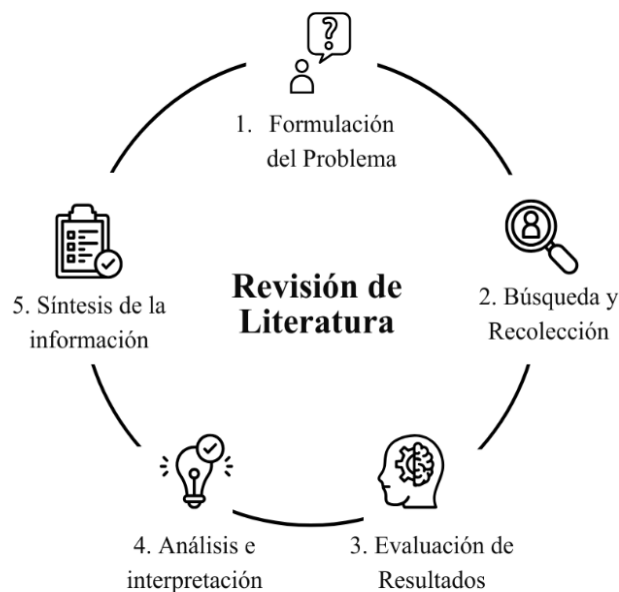 ?
1. Formulación
del Problema
2. Búsqueda y
Recolección
3. Evaluación de
Resultados
4. Análisis e
interpretación
5. Síntesis de la
información
Revisión de
Literatura